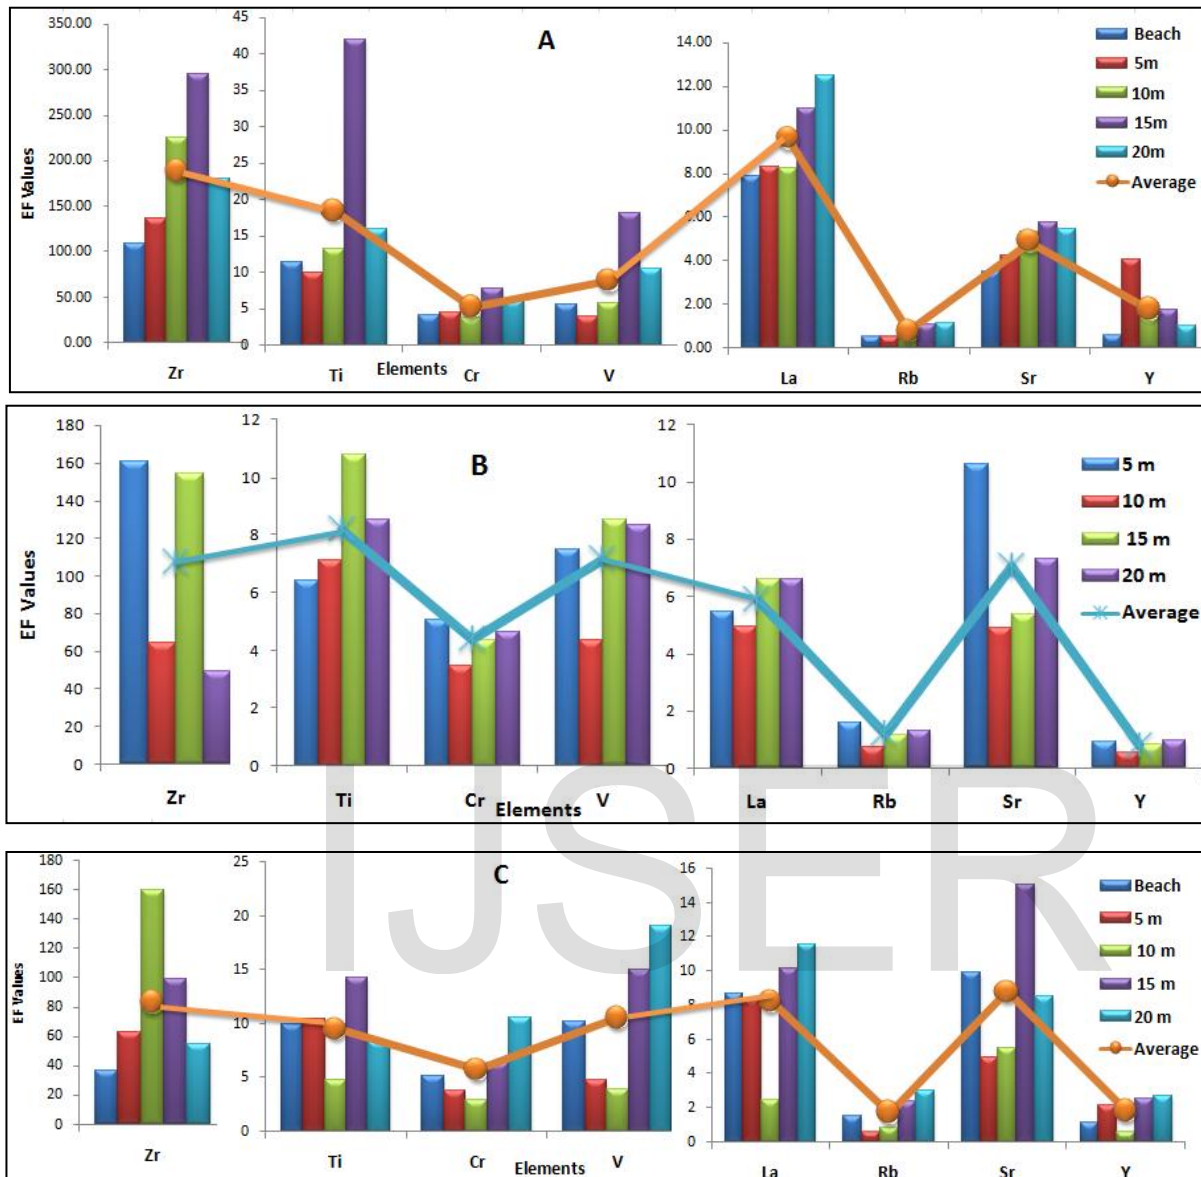 A
EF Values
350.00
300.00
250.00
200.00
150.00
100.00
50.00
0.00
45
40
35
30
25
20
15
10
5
0
14.00
12.00
10.00
8.00
6.00
4.00
2.00
0.00
Zr
Ti
Elements
Cr
V
La
Rb
Sr
Y
Beach
5m
10m
15m
20m
Average
B
EF Values
180
160
140
120
100
80
60
40
20
0
12
10
8
6
4
2
0
12
10
8
6
4
2
0
Zr
Ti
Cr
Elements
V
La
Rb
Sr
Y
5 m
10 m
15 m
20 m
Average
C
EF Values
180
160
140
120
100
80
60
40
20
0
25
20
15
10
5
0
16
14
12
10
8
6
4
2
0
Zr
Ti
Cr
Elements
V
La
Rb
Sr
Y
Beach
5 m
10 m
15 m
20 m
Average
IJSER